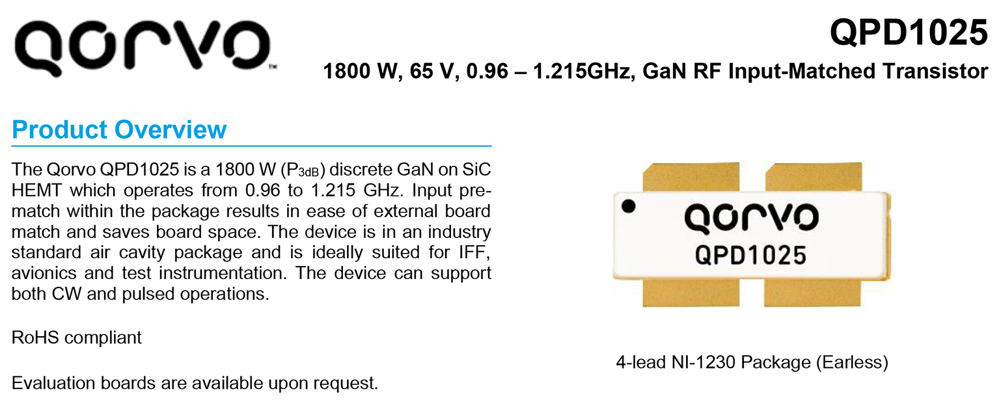 QORVO™
QPD1025
1800 W, 65 V, 0.96 – 1.215GHz, GaN RF Input-Matched Transistor
Product Overview
The Qorvo QPD1025 is a 1800 W (P3dB) discrete GaN on SiC
HEMT which operates from 0.96 to 1.215 GHz. Input pre-
match within the package results in ease of external board
match and saves board space. The device is in an industry
standard air cavity package and is ideally suited for IFF,
avionics and test instrumentation. The device can support
both CW and pulsed operations.
RoHS compliant
Evaluation boards are available upon request.
QORVO
QPD1025
4-lead NI-1230 Package (Earless)